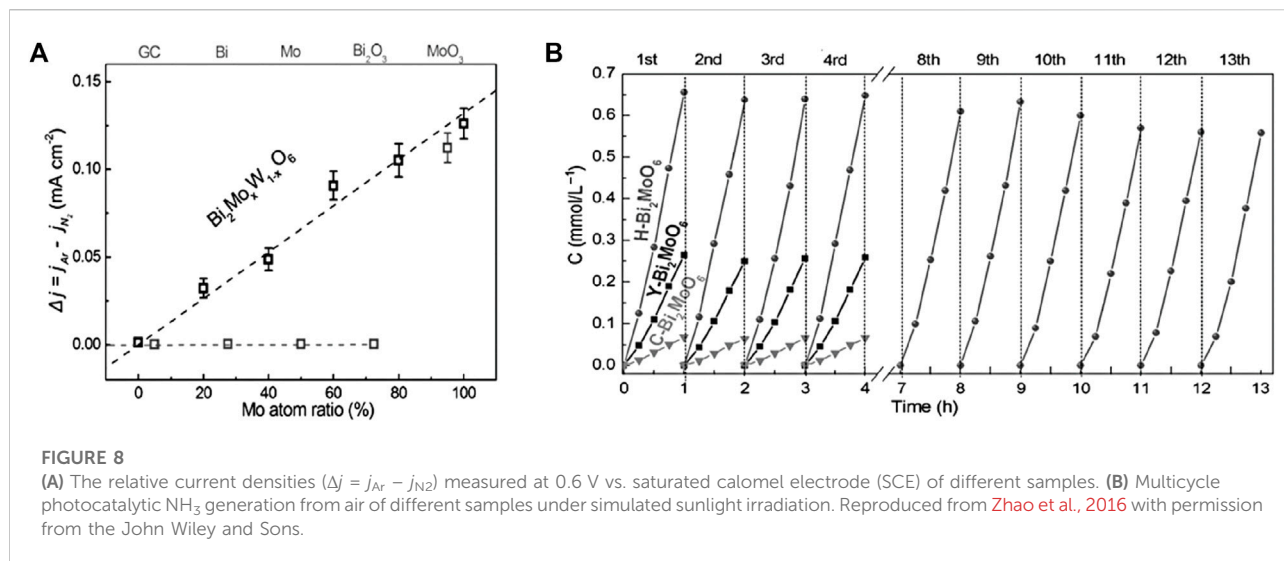 A
GC Bi Mo Bi₂O₃ MoO₃
0.15
0.10
0.05
0.00
Δj = j_Ar - j_N₂ (mA cm⁻²)
Bi₂MoₓW₁₋ₓO₆
0 20 40 60 80 100
Mo atom ratio (%)
B
1st 2nd 3rd 4rd 8th 9th 10th 11th 12th 13th
0.7
0.6
0.5
0.4
0.3
0.2
0.1
0.0
C (mmol/L⁻¹)
H-Bi₂MoO₆
Y-Bi₂MoO₆
C-Bi₂MoO₆
0 1 2 3 4 7 8 9 10 11 12 13
Time (h)
FIGURE 8
(A) The relative current densities (Δj = j_Ar – j_N2) measured at 0.6 V vs. saturated calomel electrode (SCE) of different samples. (B) Multicycle
photocatalytic NH₃ generation from air of different samples under simulated sunlight irradiation. Reproduced from Zhao et al., 2016 with permission
from the John Wiley and Sons.